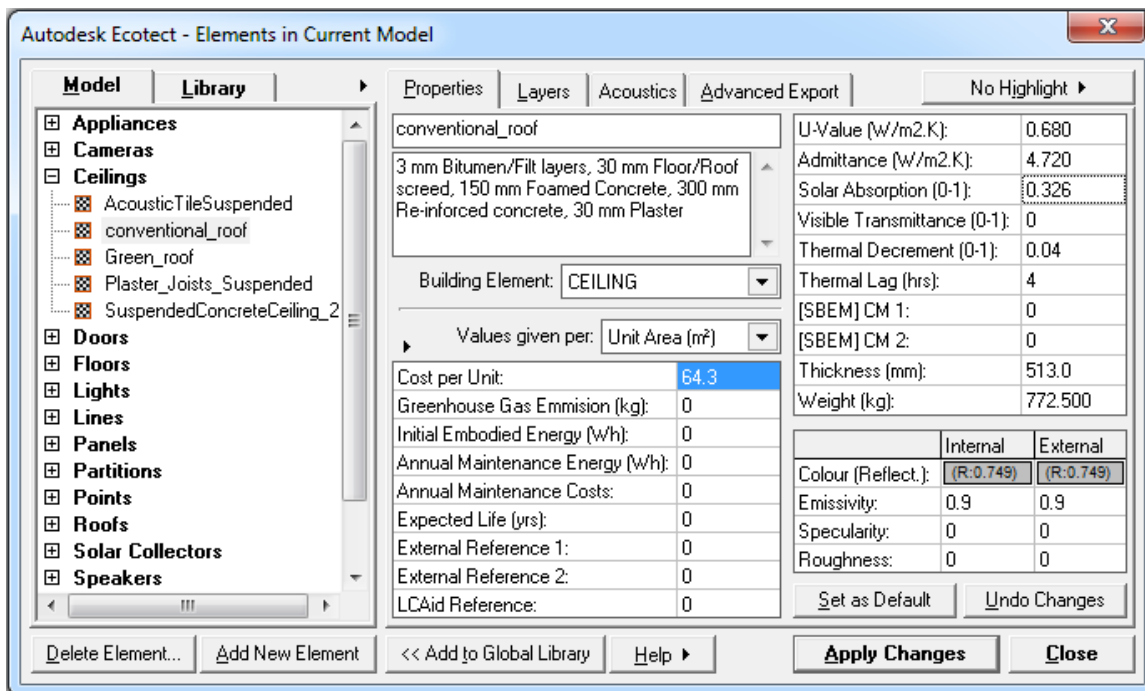 Autodesk Ecotect - Elements in Current Model
Model
Library
Appliances
Cameras
Ceilings
AcousticTileSuspended
conventional_roof
Green_roof
Plaster_Joists_Suspended
SuspendedConcreteCeiling_2
Doors
Floors
Lights
Lines
Panels
Partitions
Points
Roofs
Solar Collectors
Speakers
Delete Element...
Add New Element
Properties
Layers
Acoustics
Advanced Export
No Highlight
conventional_roof
3 mm Bitumen/Filt layers, 30 mm Floor/Roof
screed, 150 mm Foamed Concrete, 300 mm
Re-inforced concrete, 30 mm Plaster
Building Element: CEILING
Values given per: Unit Area (m²)
Cost per Unit: 64.3
Greenhouse Gas Emmision (kg): 0
Initial Embodied Energy (Wh): 0
Annual Maintenance Energy (Wh): 0
Annual Maintenance Costs: 0
Expected Life (yrs): 0
External Reference 1: 0
External Reference 2: 0
LCAid Reference: 0
U-Value (W/m2.K): 0.680
Admittance (W/m2.K): 4.720
Solar Absorption (0-1): 0.326
Visible Transmittance (0-1): 0
Thermal Decrement (0-1): 0.04
Thermal Lag (hrs): 4
[SBEM] CM 1: 0
[SBEM] CM 2: 0
Thickness (mm): 513.0
Weight (kg): 772.500
Internal External
Colour (Reflect.): (R:0.749) (R:0.749)
Emissivity: 0.9 0.9
Specularity: 0 0
Roughness: 0 0
Set as Default
Undo Changes
<< Add to Global Library
Help
Apply Changes
Close